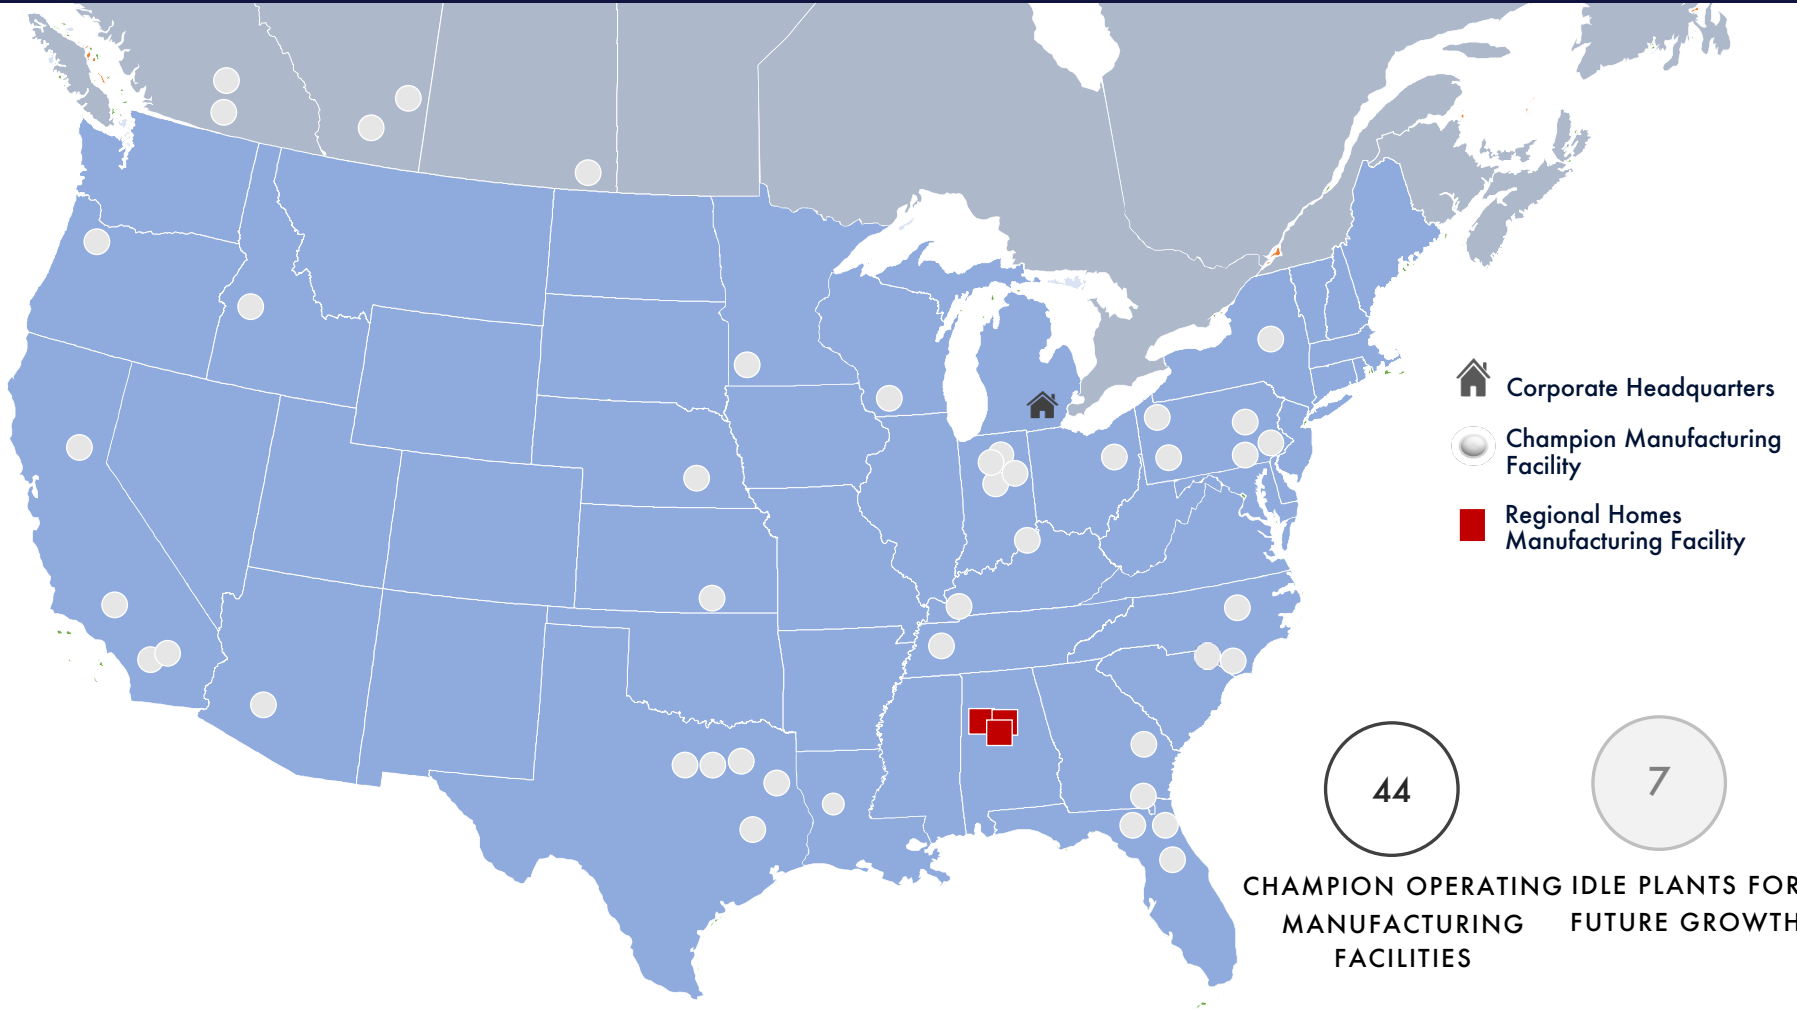 Corporate Headquarters
Champion Manufacturing
Facility
Regional Homes
Manufacturing Facility
44
CHAMPION OPERATING
MANUFACTURING
FACILITIES
7
IDLE PLANTS FOR
FUTURE GROWTH